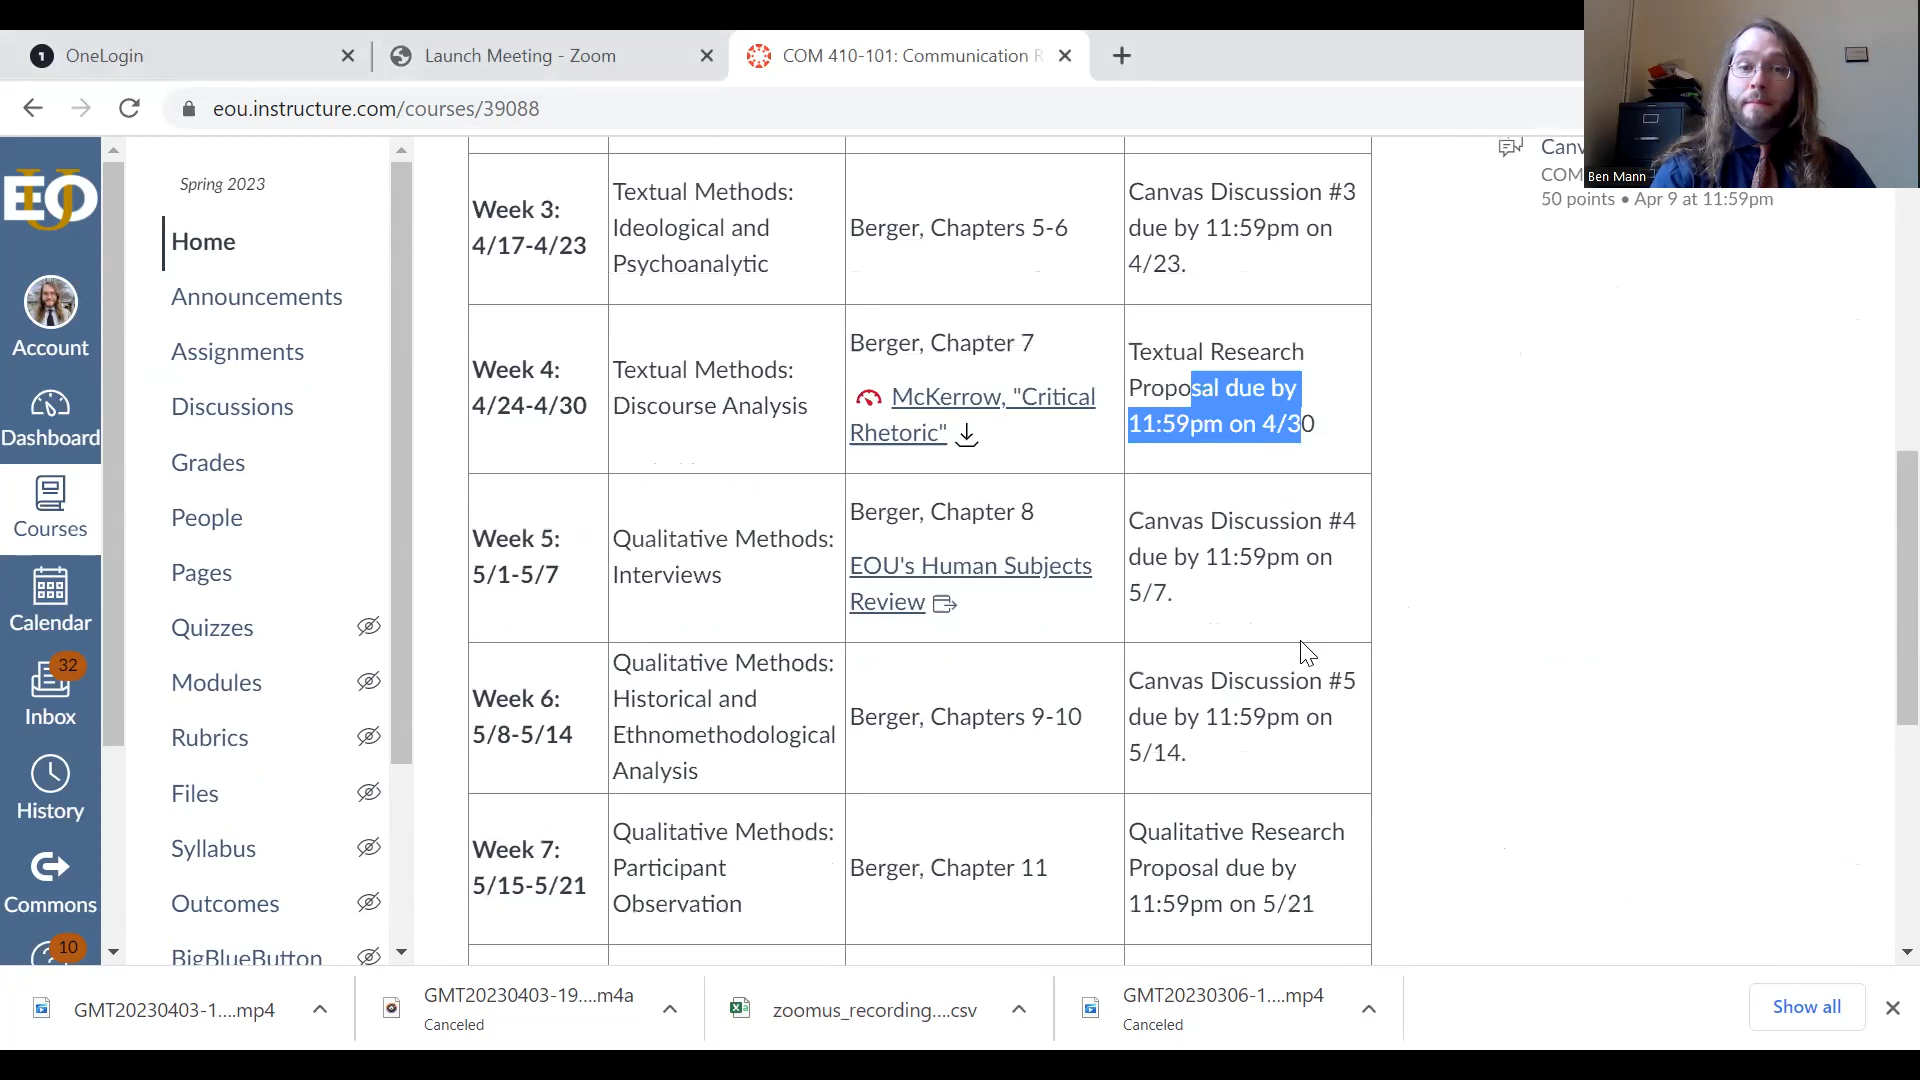 OneLogin
Launch Meeting - Zoom
COM 410-101: Communication R
eou.instructure.com/courses/39088
Ben Mann
EOU
Account
Dashboard
Courses
Calendar
32
Inbox
History
Commons
10
Spring 2023
Home
Announcements
Assignments
Discussions
Grades
People
Pages
Quizzes
Modules
Rubrics
Files
Syllabus
Outcomes
BigBlueButton
Week 3:
4/17-4/23
Textual Methods:
Ideological and
Psychoanalytic
Berger, Chapters 5-6
Canvas Discussion #3
due by 11:59pm on
4/23.
Week 4:
4/24-4/30
Textual Methods:
Discourse Analysis
Berger, Chapter 7
McKerrow, "Critical
Rhetoric"
Textual Research
Proposal due by
11:59pm on 4/30
Week 5:
5/1-5/7
Qualitative Methods:
Interviews
Berger, Chapter 8
EOU's Human Subjects
Review
Canvas Discussion #4
due by 11:59pm on
5/7.
Week 6:
5/8-5/14
Qualitative Methods:
Historical and
Ethnomethodological
Analysis
Berger, Chapters 9-10
Canvas Discussion #5
due by 11:59pm on
5/14.
Week 7:
5/15-5/21
Qualitative Methods:
Participant
Observation
Berger, Chapter 11
Qualitative Research
Proposal due by
11:59pm on 5/21
Canv
COM
50 points • Apr 9 at 11:59pm
GMT20230403-1....mp4
GMT20230403-19....m4a
Canceled
zoomus_recording....csv
GMT20230306-1....mp4
Canceled
Show all